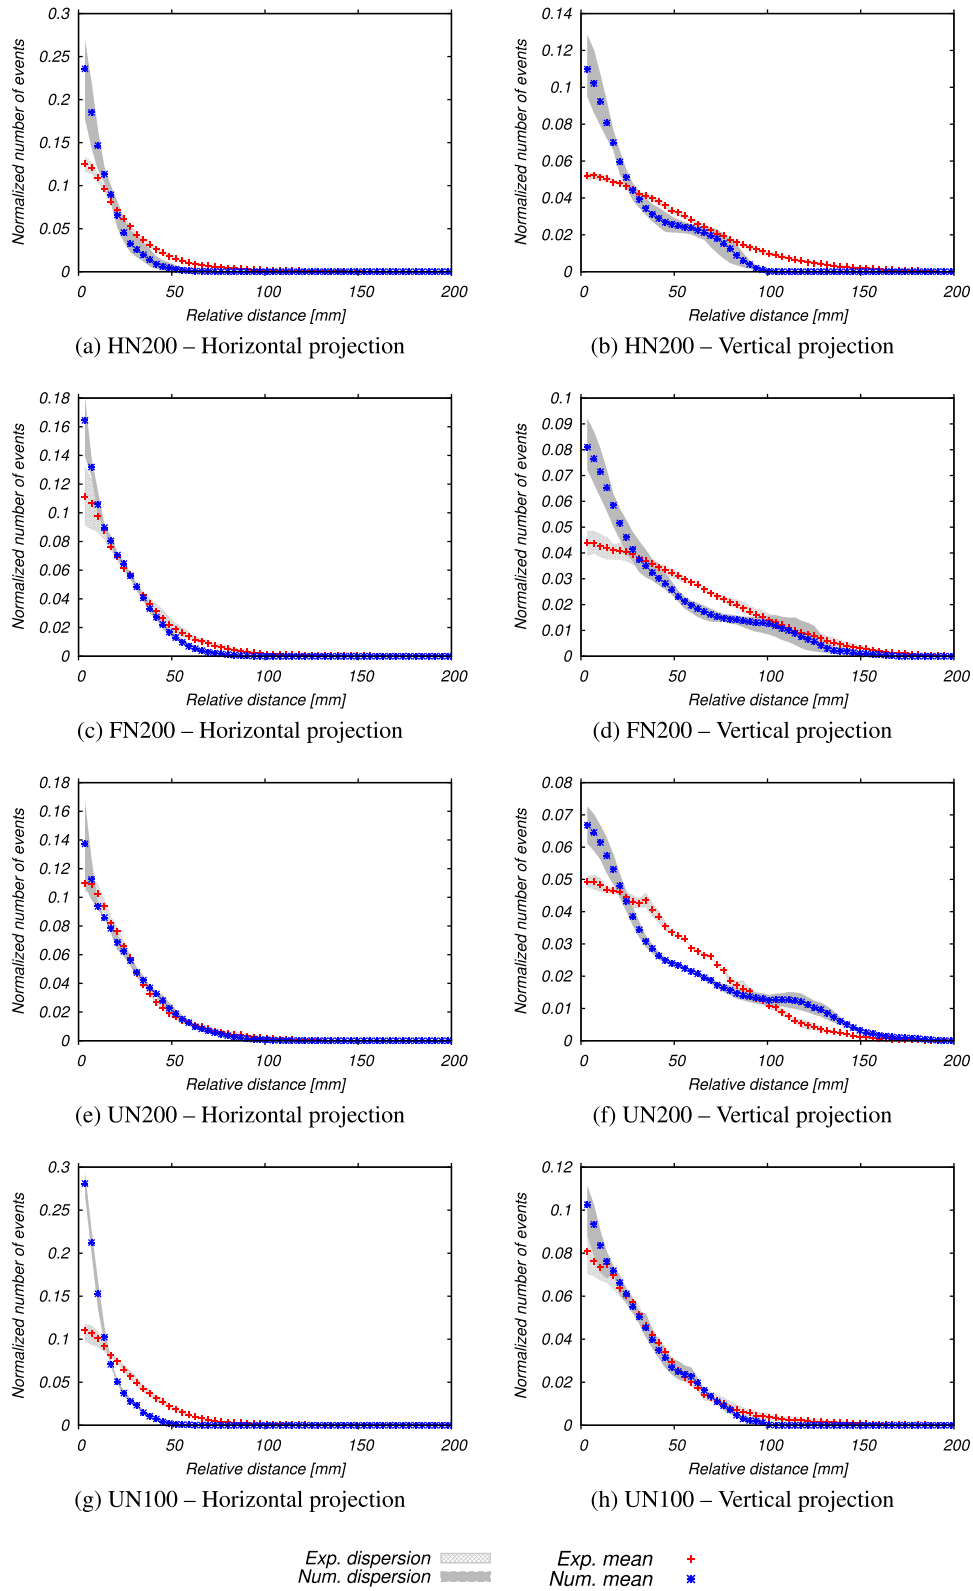 Normalized number of events
0.3
0.25
0.2
0.15
0.1
0.05
0
0 50 100 150 200
Relative distance [mm]
(a) HN200 – Horizontal projection
Normalized number of events
0.14
0.12
0.1
0.08
0.06
0.04
0.02
0
0 50 100 150 200
Relative distance [mm]
(b) HN200 – Vertical projection
Normalized number of events
0.18
0.16
0.14
0.12
0.1
0.08
0.06
0.04
0.02
0
0 50 100 150 200
Relative distance [mm]
(c) FN200 – Horizontal projection
Normalized number of events
0.1
0.09
0.08
0.07
0.06
0.05
0.04
0.03
0.02
0.01
0
0 50 100 150 200
Relative distance [mm]
(d) FN200 – Vertical projection
Normalized number of events
0.18
0.16
0.14
0.12
0.1
0.08
0.06
0.04
0.02
0
0 50 100 150 200
Relative distance [mm]
(e) UN200 – Horizontal projection
Normalized number of events
0.08
0.07
0.06
0.05
0.04
0.03
0.02
0.01
0
0 50 100 150 200
Relative distance [mm]
(f) UN200 – Vertical projection
Normalized number of events
0.3
0.25
0.2
0.15
0.1
0.05
0
0 50 100 150 200
Relative distance [mm]
(g) UN100 – Horizontal projection
Normalized number of events
0.12
0.1
0.08
0.06
0.04
0.02
0
0 50 100 150 200
Relative distance [mm]
(h) UN100 – Vertical projection
Exp. dispersion
Num. dispersion
Exp. mean
Num. mean